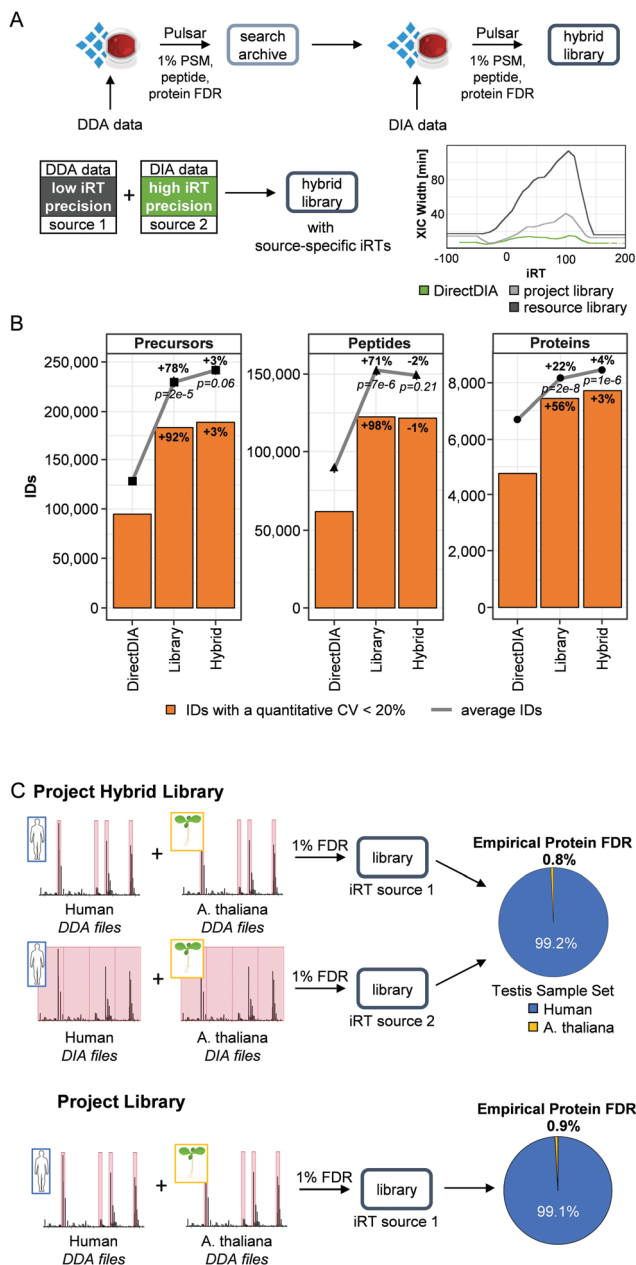 A
Pulsar
1% PSM,
peptide,
protein FDR
search
archive
Pulsar
1% PSM,
peptide,
protein FDR
hybrid
library
DDA data
DIA data
DDA data
low iRT
precision
source 1
+
DIA data
high iRT
precision
source 2
hybrid
library
with
source-specific iRTs
XIC Width [min]
80
40
-100
0
100
200
iRT
DirectDIA
project library
resource library
B
IDs
Precursors
250,000
200,000
150,000
100,000
50,000
0
+78%
p=2e-5
+3%
p=0.06
+92%
+3%
DirectDIA
Library
Hybrid
Peptides
150,000
100,000
50,000
0
+71%
p=7e-6
-2%
p=0.21
+98%
-1%
DirectDIA
Library
Hybrid
Proteins
8,000
6,000
4,000
2,000
0
+22%
p=2e-8
+4%
p=1e-6
+56%
+3%
DirectDIA
Library
Hybrid
IDs with a quantitative CV < 20%
average IDs
C
Project Hybrid Library
+
Human
DDA files
A. thaliana
DDA files
1% FDR
library
iRT source 1
+
Human
DIA files
A. thaliana
DIA files
1% FDR
library
iRT source 2
Empirical Protein FDR
0.8%
99.2%
Testis Sample Set
Human
A. thaliana
Project Library
+
Human
DDA files
A. thaliana
DDA files
1% FDR
library
iRT source 1
Empirical Protein FDR
0.9%
99.1%